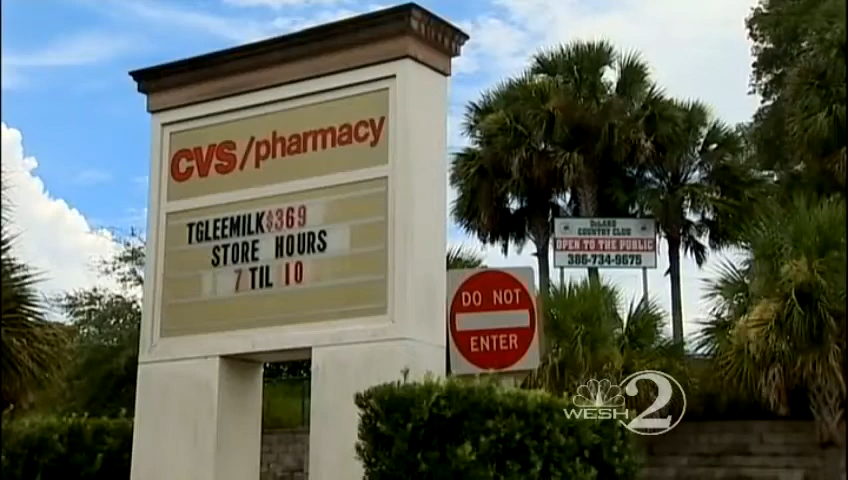 CVS/pharmacy
TGLEEMILK$369
STORE HOURS
7 TIL 10
DO NOT
ENTER
DeLAND
COUNTRY CLUB
OPEN TO THE PUBLIC
386-734-9675
WESH 2